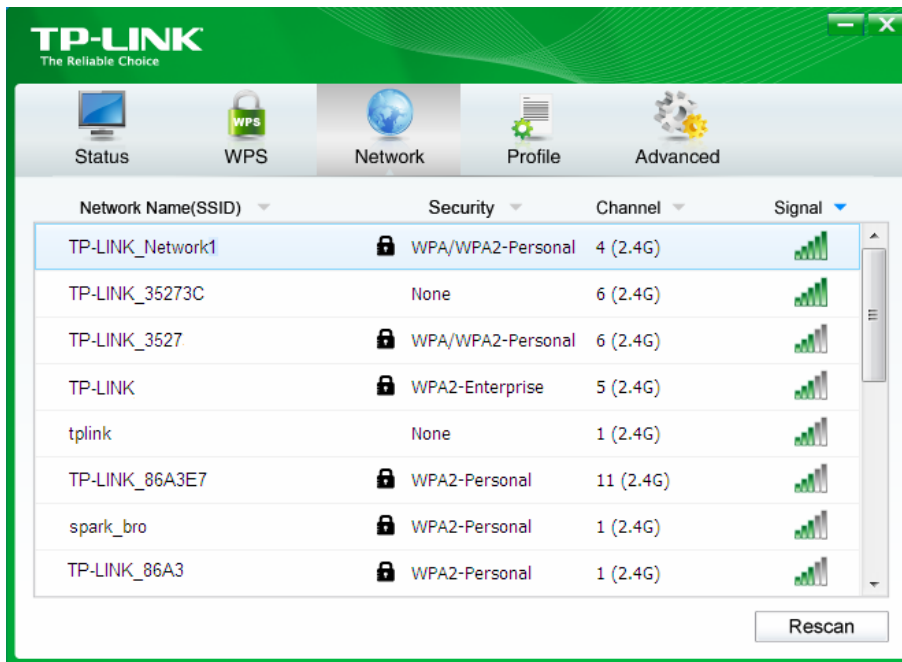 TP-LINK
The Reliable Choice
WPS
Status WPS Network Profile Advanced
Network Name(SSID) Security Channel Signal
TP-LINK_Network1 WPA/WPA2-Personal 4 (2.4G)
TP-LINK_35273C None 6 (2.4G)
TP-LINK_3527 WPA/WPA2-Personal 6 (2.4G)
TP-LINK WPA2-Enterprise 5 (2.4G)
tplink None 1 (2.4G)
TP-LINK_86A3E7 WPA2-Personal 11 (2.4G)
spark_bro WPA2-Personal 1 (2.4G)
TP-LINK_86A3 WPA2-Personal 1 (2.4G)
Rescan